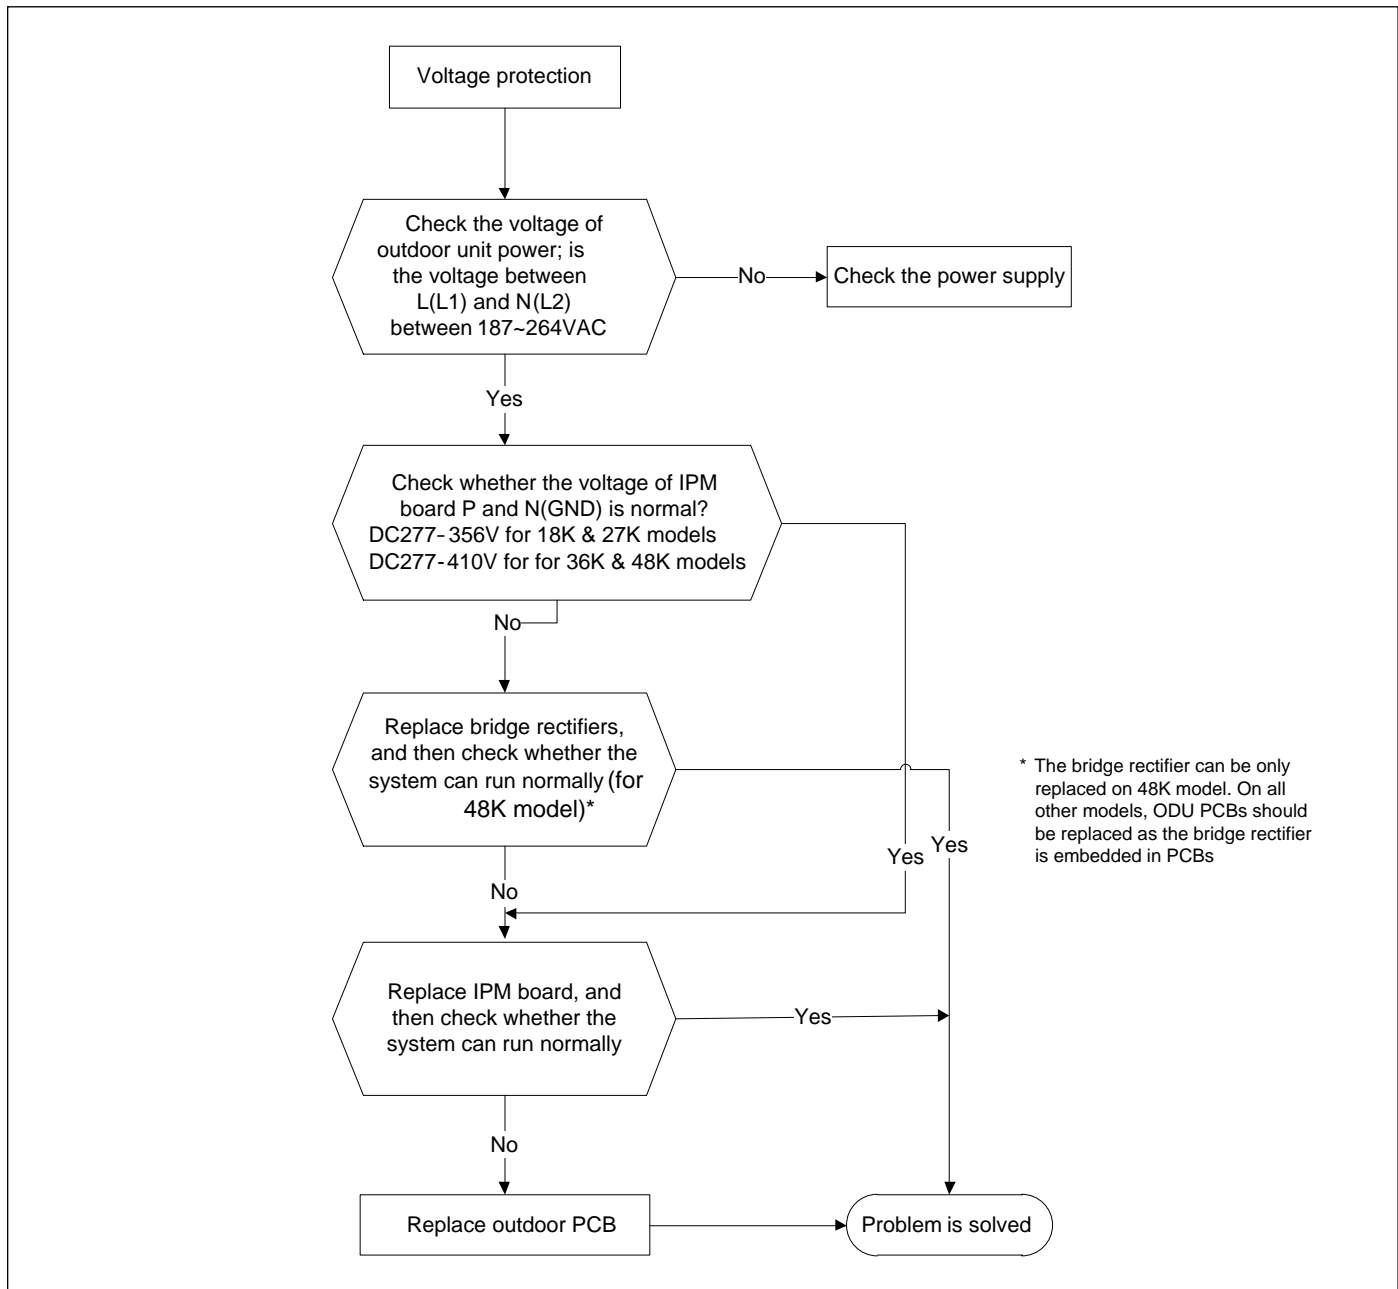 Voltage protection
Check the voltage of
outdoor unit power; is
the voltage between
L(L1) and N(L2)
between 187~264VAC
No
Check the power supply
Yes
Check whether the voltage of IPM
board P and N(GND) is normal?
DC277-356V for 18K & 27K models
DC277-410V for for 36K & 48K models
No
Replace bridge rectifiers,
and then check whether the
system can run normally (for
48K model)*
* The bridge rectifier can be only
replaced on 48K model. On all
other models, ODU PCBs should
be replaced as the bridge rectifier
is embedded in PCBs
Yes
Yes
No
Replace IPM board, and
then check whether the
system can run normally
Yes
No
Replace outdoor PCB
Problem is solved